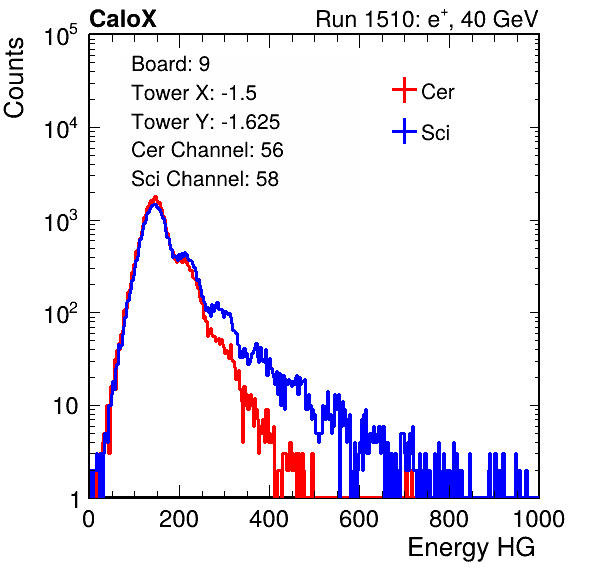 CaloX Run 1510: e⁺, 40 GeV
Counts
Board: 9
Tower X: -1.5
Tower Y: -1.625
Cer Channel: 56
Sci Channel: 58
Cer
Sci
10⁵
10⁴
10³
10²
10
1
0 200 400 600 800 1000
Energy HG